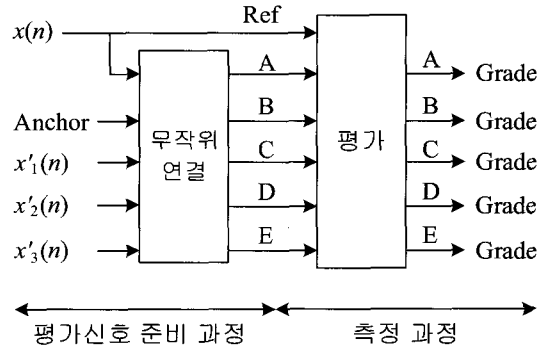 x(n) Ref
A A Grade
Anchor B B Grade
x'₁(n) 무작위 연결 C 평가 C Grade
x'₂(n) D D Grade
x'₃(n) E E Grade
평가신호 준비 과정 측정 과정